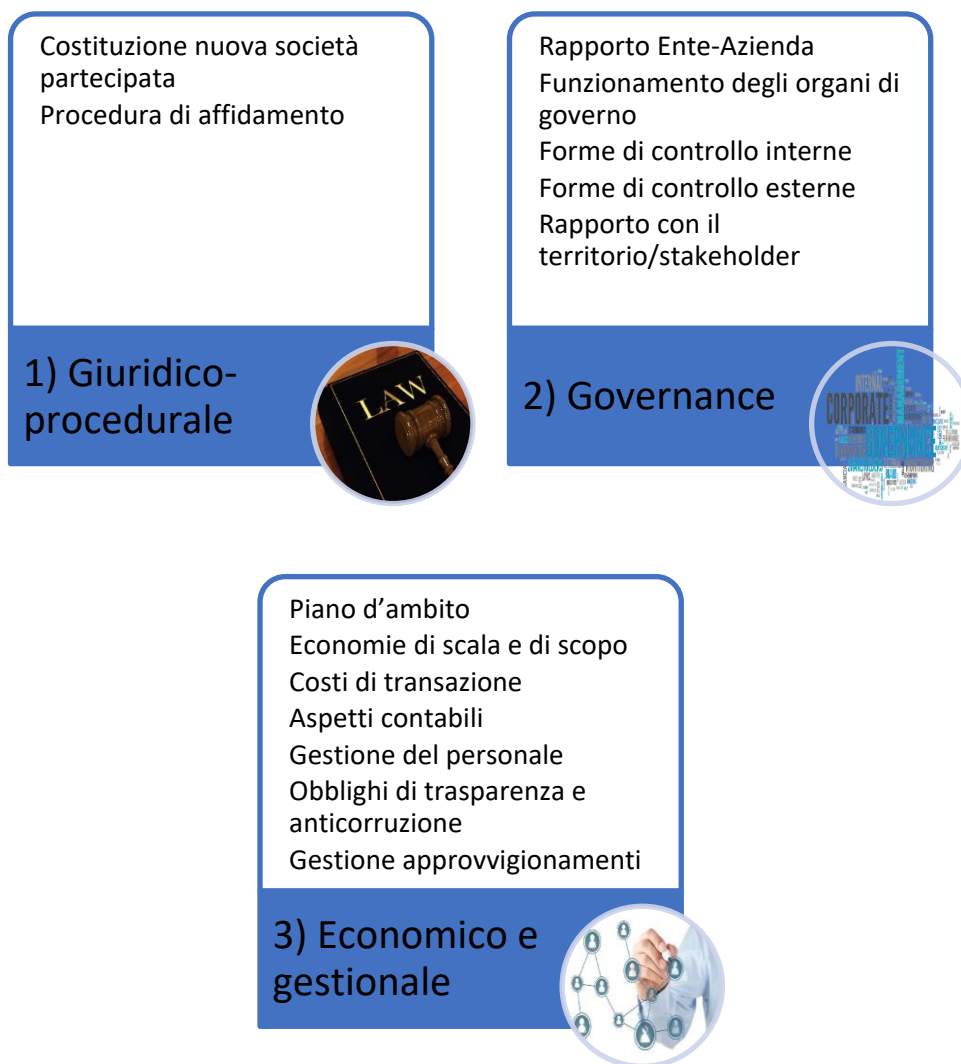 Costituzione nuova società
partecipata
Procedura di affidamento
1) Giuridico-
procedurale
LAW
Rapporto Ente-Azienda
Funzionamento degli organi di
governo
Forme di controllo interne
Forme di controllo esterne
Rapporto con il
territorio/stakeholder
2) Governance
INTERNAL
CORPORATE
GOVERNANCE
MANAGEMENT
Piano d’ambito
Economie di scala e di scopo
Costi di transazione
Aspetti contabili
Gestione del personale
Obblighi di trasparenza e
anticorruzione
Gestione approvvigionamenti
3) Economico e
gestionale